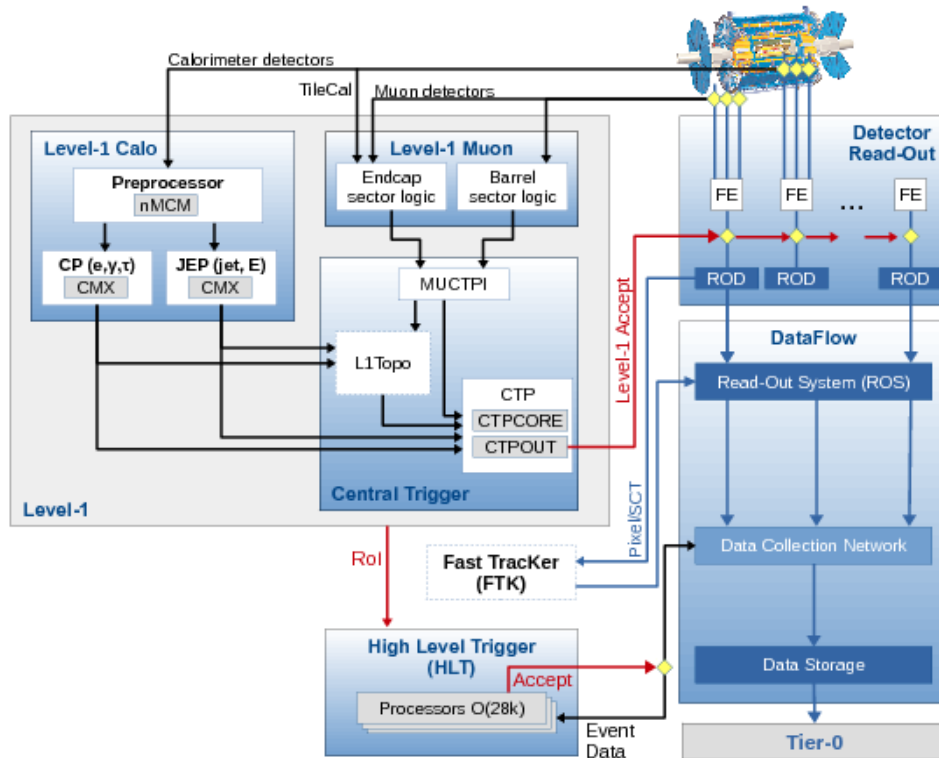 Calorimeter detectors
TileCal
Muon detectors
Level-1 Calo
Preprocessor
nMCM
CP (e,γ,τ)
CMX
JEP (jet, E)
CMX
Level-1 Muon
Endcap
sector logic
Barrel
sector logic
MUCTPI
L1Topo
CTP
CTPCORE
CTPOUT
Central Trigger
Level-1
Level-1 Accept
Detector
Read-Out
FE
FE
...
FE
ROD
ROD
ROD
DataFlow
Read-Out System (ROS)
Pixel/SCT
Data Collection Network
Data Storage
Tier-0
RoI
Fast TracKer
(FTK)
High Level Trigger
(HLT)
Accept
Processors O(28k)
Event
Data